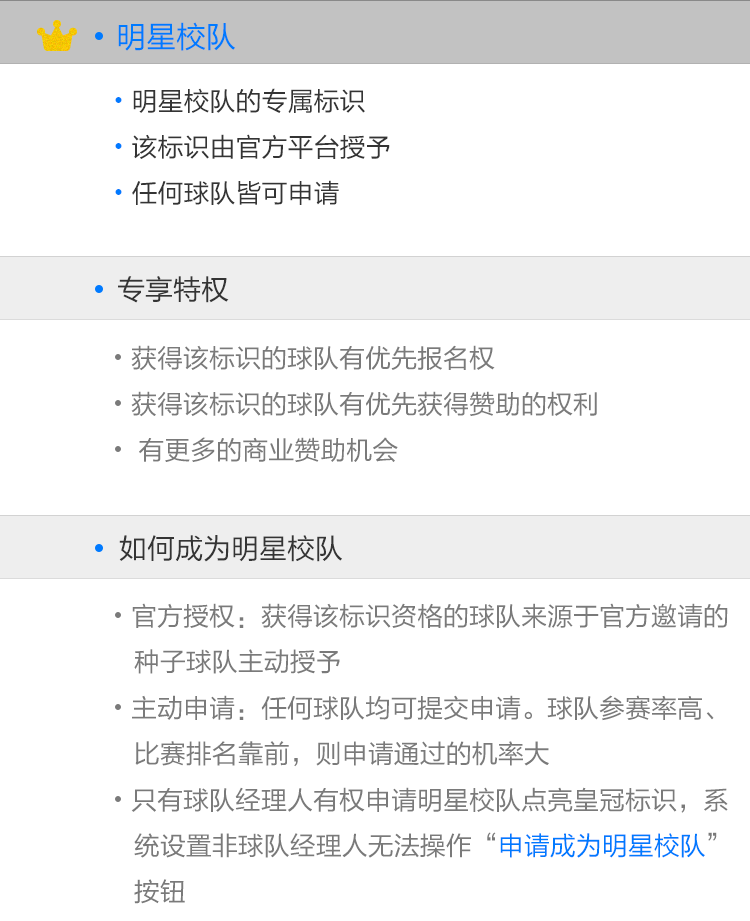 • 明星校队
• 明星校队的专属标识
• 该标识由官方平台授予
• 任何球队皆可申请
• 专享特权
• 获得该标识的球队有优先报名权
• 获得该标识的球队有优先获得赞助的权利
• 有更多的商业赞助机会
• 如何成为明星校队
• 官方授权：获得该标识资格的球队来源于官方邀请的
种子球队主动授予
• 主动申请：任何球队均可提交申请。球队参赛率高、
比赛排名靠前，则申请通过的机率大
• 只有球队经理人有权申请明星校队点亮皇冠标识，系
统设置非球队经理人无法操作“申请成为明星校队”
按钮